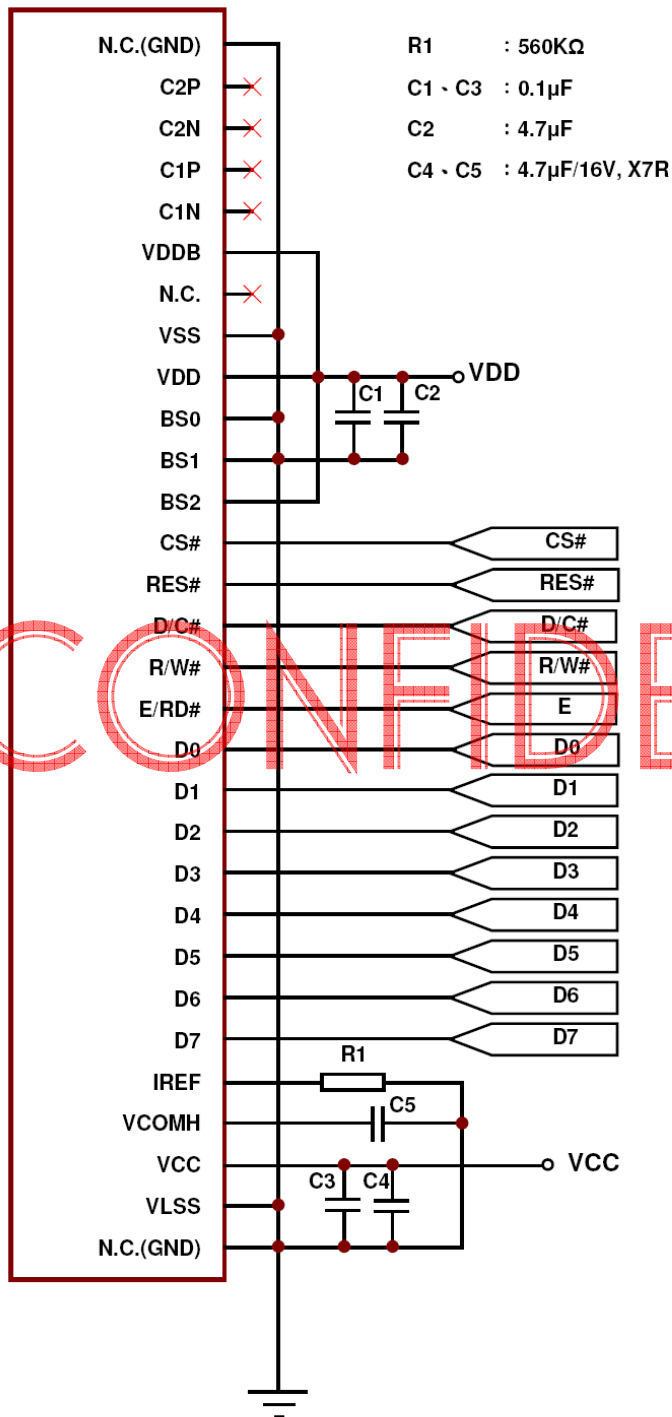 N.C.(GND)
C2P
C2N
C1P
C1N
VDDB
N.C.
VSS
VDD
BS0
BS1
BS2
CS#
RES#
D/C#
R/W#
E/RD#
D0
D1
D2
D3
D4
D5
D6
D7
IREF
VCOMH
VCC
VLSS
N.C.(GND)
R1 : 560KΩ
C1、C3 : 0.1µF
C2 : 4.7µF
C4、C5 : 4.7µF/16V, X7R
VDD
C1 C2
CS#
RES#
D/C#
R/W#
E
D0
D1
D2
D3
D4
D5
D6
D7
R1
C5
VCC
C3 C4
CONFIDE